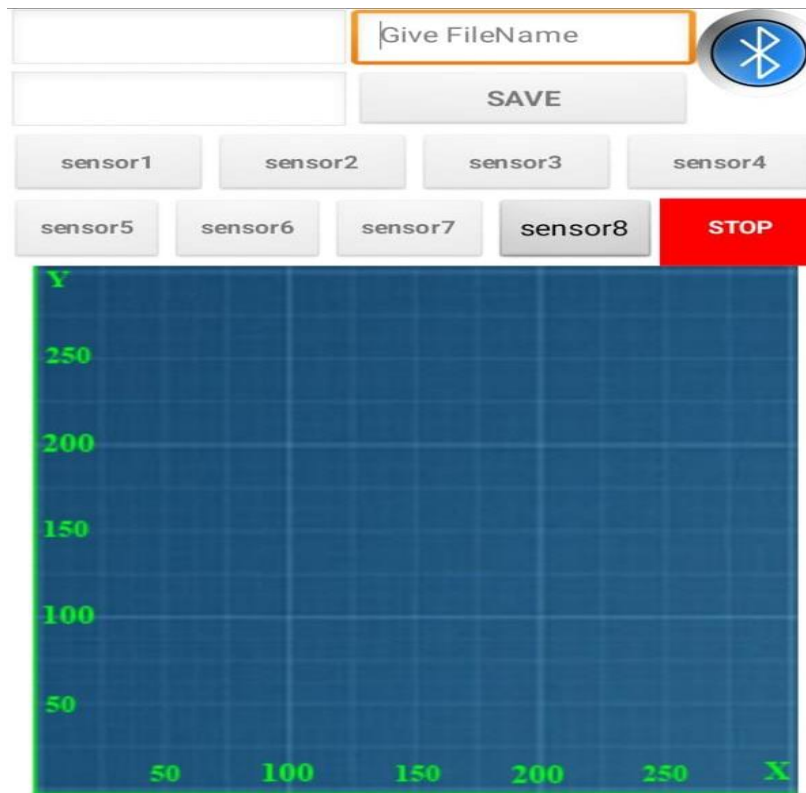 Give FileName
SAVE
sensor1 sensor2 sensor3 sensor4
sensor5 sensor6 sensor7 sensor8 STOP
Y
250
200
150
100
50
50 100 150 200 250 X